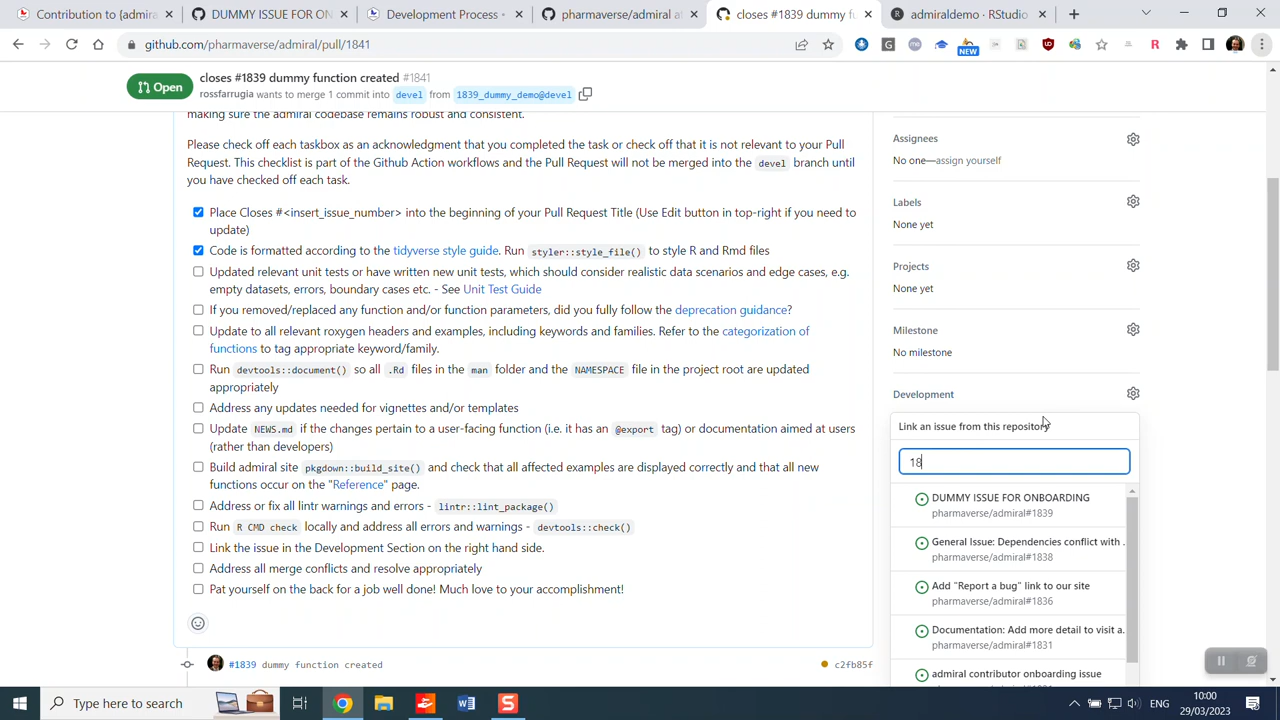 Contribution to {admira
DUMMY ISSUE FOR ON
Development Process •
pharmaverse/admiral at
closes #1839 dummy fu
admiraldemo - RStudio
github.com/pharmaverse/admiral/pull/1841
NEW
Open
closes #1839 dummy function created #1841
rossfarrugia wants to merge 1 commit into devel from 1839_dummy_demo@devel
making sure the admiral codebase remains robust and consistent.
Please check off each taskbox as an acknowledgment that you completed the task or check off that it is not relevant to your Pull
Request. This checklist is part of the Github Action workflows and the Pull Request will not be merged into the devel branch until
you have checked off each task.
Place Closes #<insert_issue_number> into the beginning of your Pull Request Title (Use Edit button in top-right if you need to
update)
Code is formatted according to the tidyverse style guide. Run styler::style_file() to style R and Rmd files
Updated relevant unit tests or have written new unit tests, which should consider realistic data scenarios and edge cases, e.g.
empty datasets, errors, boundary cases etc. - See Unit Test Guide
If you removed/replaced any function and/or function parameters, did you fully follow the deprecation guidance?
Update to all relevant roxygen headers and examples, including keywords and families. Refer to the categorization of
functions to tag appropriate keyword/family.
Run devtools::document() so all .Rd files in the man folder and the NAMESPACE file in the project root are updated
appropriately
Address any updates needed for vignettes and/or templates
Update NEWS.md if the changes pertain to a user-facing function (i.e. it has an @export tag) or documentation aimed at users
(rather than developers)
Build admiral site pkgdown::build_site() and check that all affected examples are displayed correctly and that all new
functions occur on the "Reference" page.
Address or fix all lintr warnings and errors - lintr::lint_package()
Run R CMD check locally and address all errors and warnings - devtools::check()
Link the issue in the Development Section on the right hand side.
Address all merge conflicts and resolve appropriately
Pat yourself on the back for a job well done! Much love to your accomplishment!
#1839 dummy function created
c2fb85f
Assignees
No one—assign yourself
Labels
None yet
Projects
None yet
Milestone
No milestone
Development
Link an issue from this repository
18
DUMMY ISSUE FOR ONBOARDING
pharmaverse/admiral#1839
General Issue: Dependencies conflict with .
pharmaverse/admiral#1838
Add "Report a bug" link to our site
pharmaverse/admiral#1836
Documentation: Add more detail to visit a.
pharmaverse/admiral#1831
admiral contributor onboarding issue
Type here to search
ENG
10:00
29/03/2023